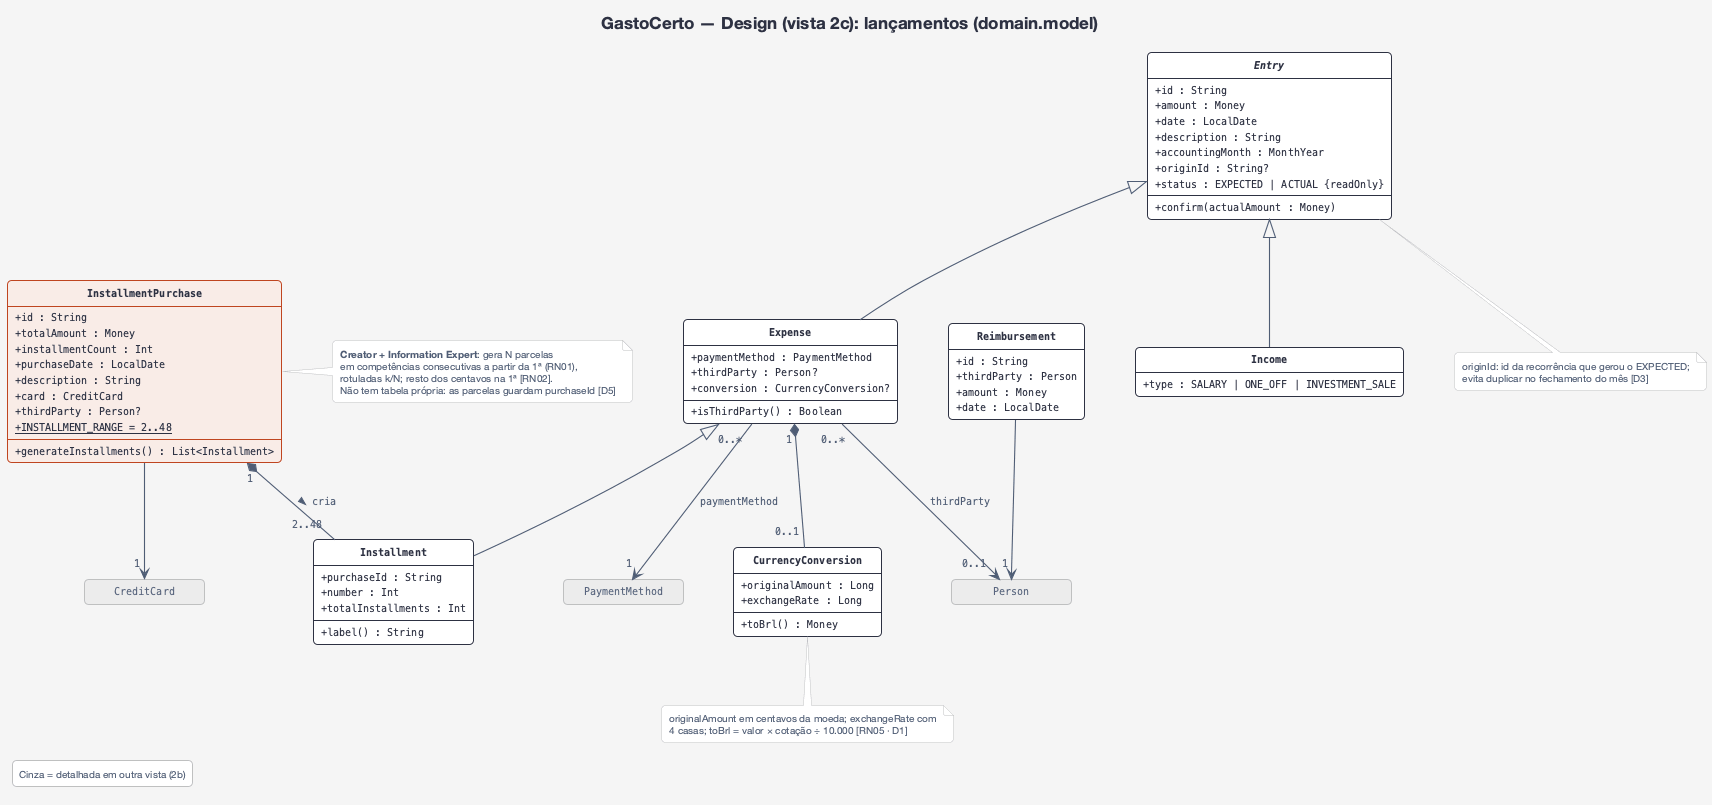 GastoCerto — Design (vista 2c): lançamentos (domain.model)
Entry
+id : String
+amount : Money
+date : LocalDate
+description : String
+accountingMonth : MonthYear
+originId : String?
+status : EXPECTED | ACTUAL {readOnly}
+confirm(actualAmount : Money)
InstallmentPurchase
+id : String
+totalAmount : Money
+installmentCount : Int
+purchaseDate : LocalDate
+description : String
+card : CreditCard
+thirdParty : Person?
+INSTALLMENT_RANGE = 2..48
+generateInstallments() : List<Installment>
Creator + Information Expert: gera N parcelas
em competências consecutivas a partir da 1ª (RN01),
rotuladas k/N; resto dos centavos na 1ª [RN02].
Não tem tabela própria: as parcelas guardam purchaseId [D5]
Expense
+paymentMethod : PaymentMethod
+thirdParty : Person?
+conversion : CurrencyConversion?
+isThirdParty() : Boolean
Reimbursement
+id : String
+thirdParty : Person
+amount : Money
+date : LocalDate
Income
+type : SALARY | ONE_OFF | INVESTMENT_SALE
originId: id da recorrência que gerou o EXPECTED;
evita duplicar no fechamento do mês [D3]
0..*
1
0..*
1
cria
2..48
paymentMethod
thirdParty
0..1
1
1
0..1
1
CreditCard
Installment
+purchaseId : String
+number : Int
+totalInstallments : Int
+label() : String
PaymentMethod
CurrencyConversion
+originalAmount : Long
+exchangeRate : Long
+toBrl() : Money
Person
originalAmount em centavos da moeda; exchangeRate com
4 casas; toBrl = valor × cotação ÷ 10.000 [RN05 · D1]
Cinza = detalhada em outra vista (2b)